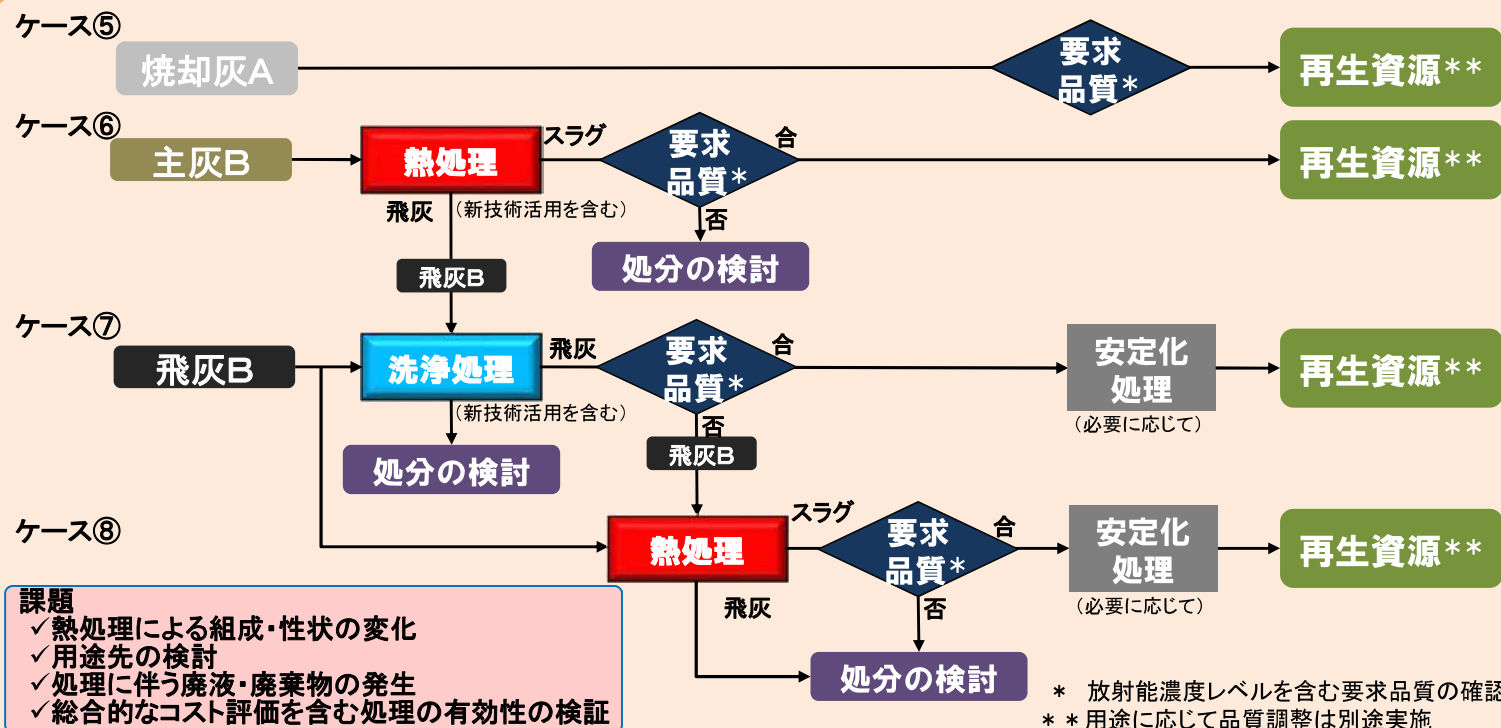 ケース⑤
焼却灰A
要求
品質*
再生資源**
ケース⑥
主灰B
熱処理
スラグ
要求
品質*
合
再生資源**
飛灰
(新技術活用を含む)
否
処分の検討
飛灰B
ケース⑦
飛灰B
洗浄処理
飛灰
要求
品質*
合
安定化
処理
再生資源**
(新技術活用を含む)
(必要に応じて)
否
処分の検討
飛灰B
ケース⑧
熱処理
スラグ
要求
品質*
合
安定化
処理
再生資源**
飛灰
否
(必要に応じて)
処分の検討
課題
✓熱処理による組成・性状の変化
✓用途先の検討
✓処理に伴う廃液・廃棄物の発生
✓総合的なコスト評価を含む処理の有効性の検証
* 放射能濃度レベルを含む要求品質の確認
**用途に応じて品質調整は別途実施